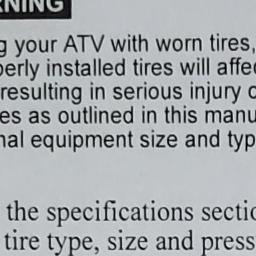 RNING
g your ATV with worn tires,
perly installed tires will affe
resulting in serious injury o
es as outlined in this manu
nal equipment size and typ
the specifications sectio
tire type, size and press